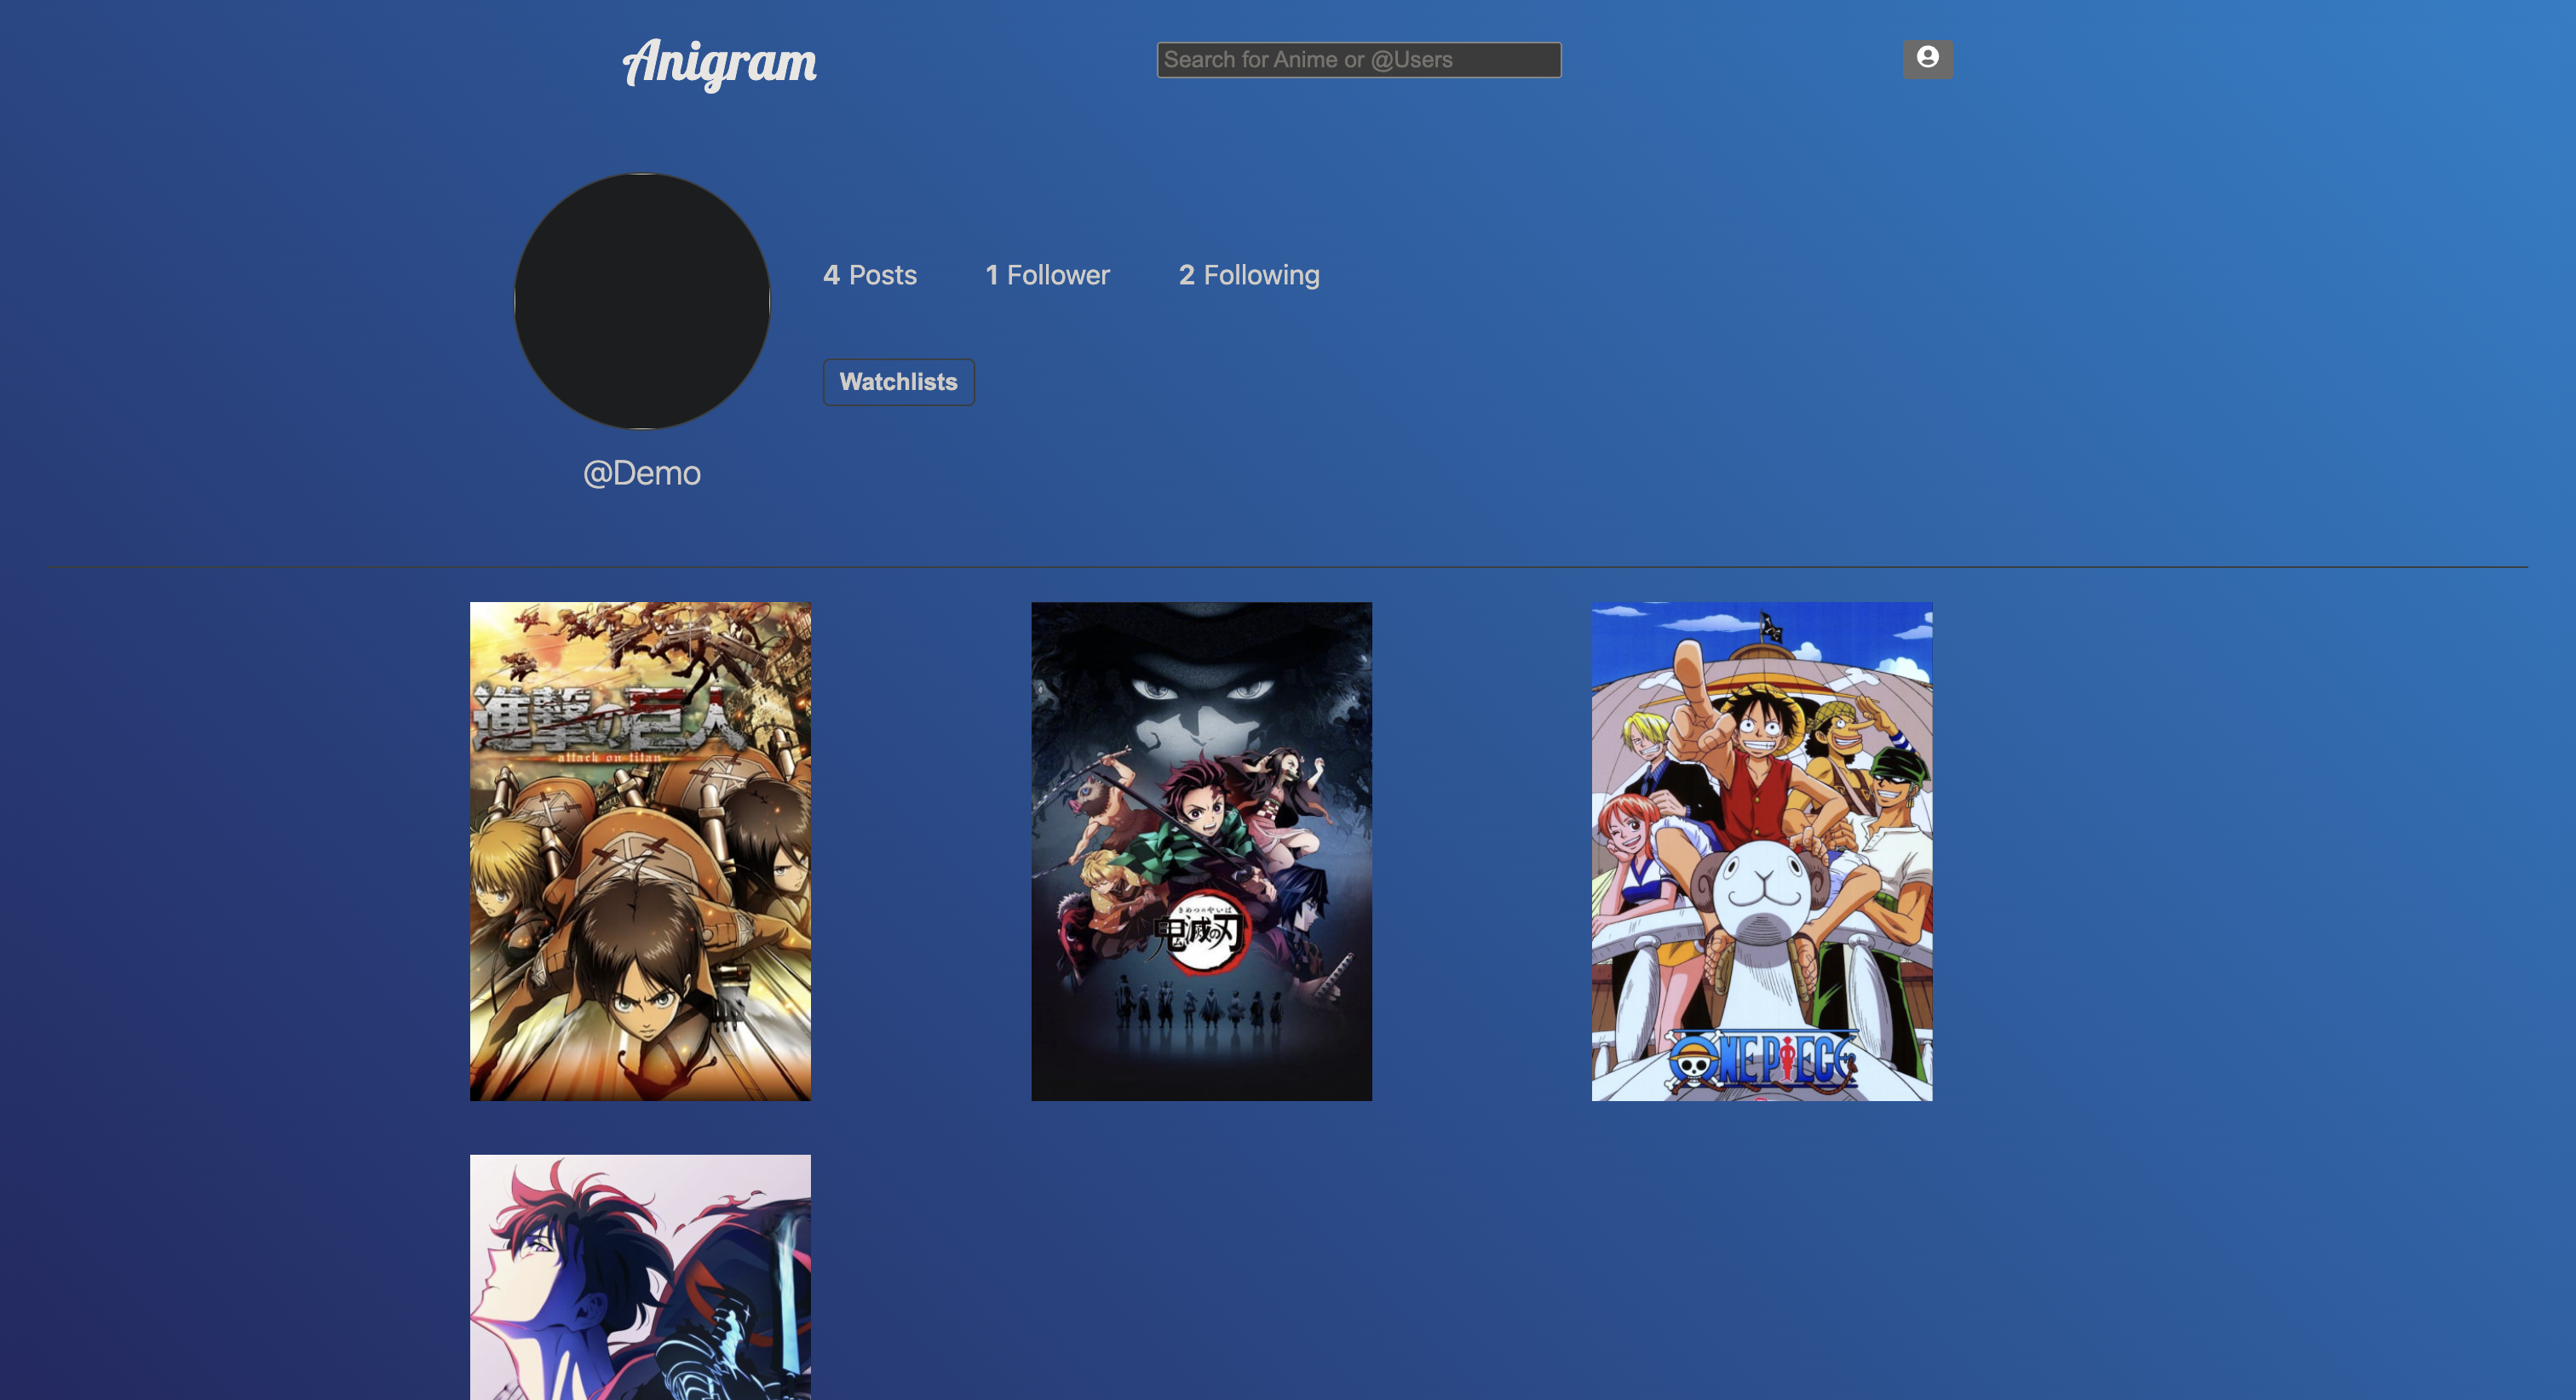 Anigram
Search for Anime or @Users
4 Posts
1 Follower
2 Following
Watchlists
@Demo
進撃の巨人
attack on titan
きめつのやいば
鬼滅の刃
ONE PIECE